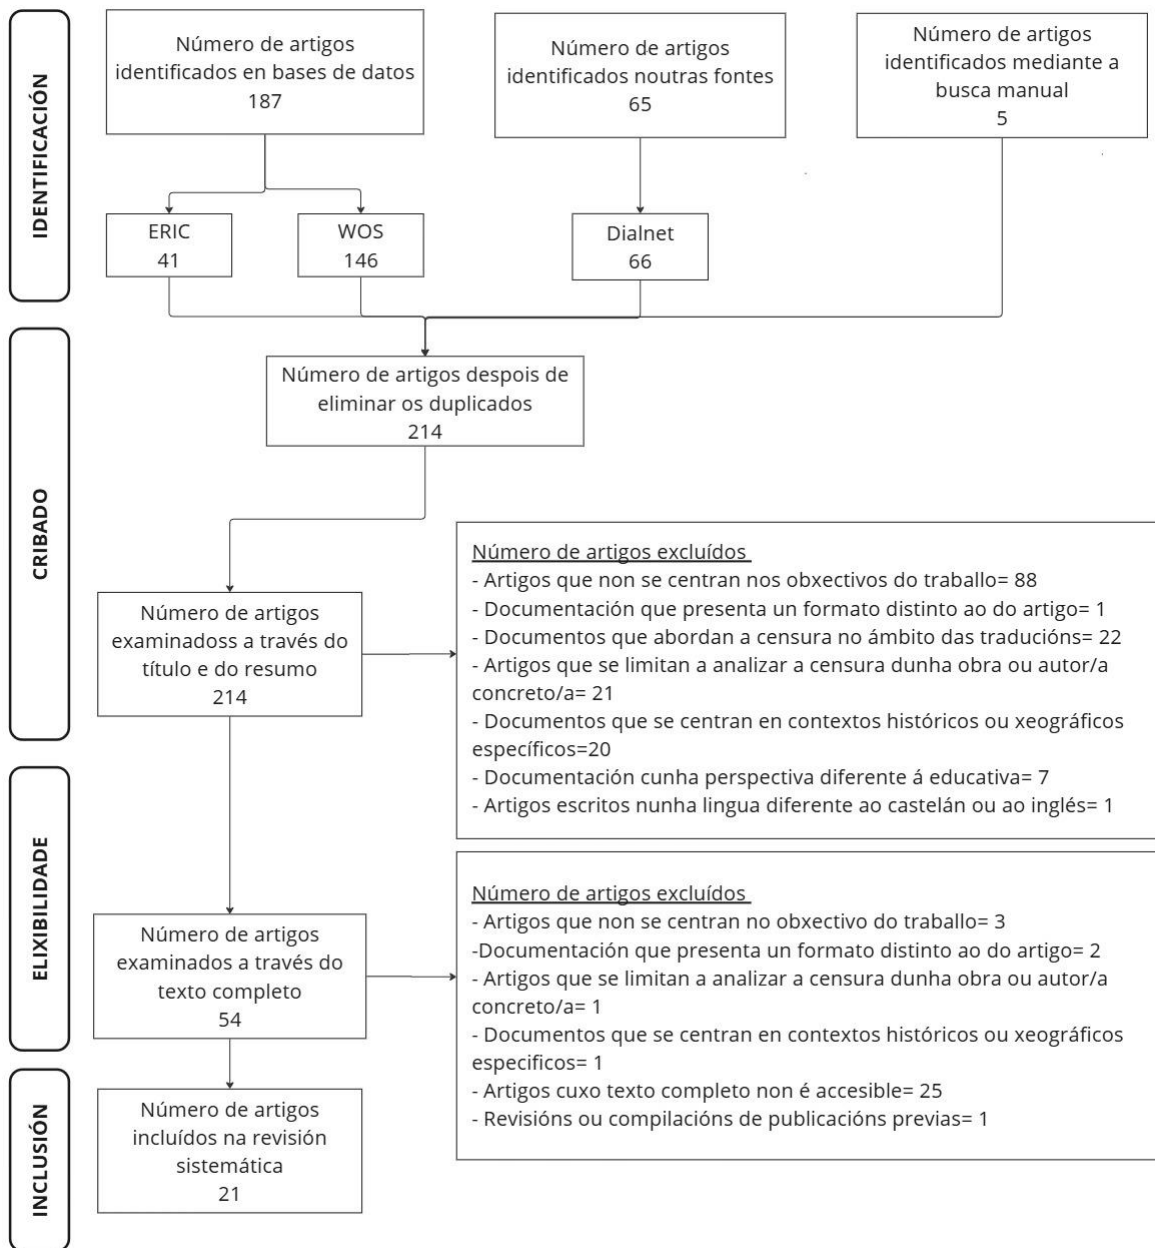 IDENTIFICACIÓN
Número de artigos
identificados en bases de datos
187
Número de artigos
identificados noutras fontes
65
Número de artigos
identificados mediante a
busca manual
5
ERIC
41
WOS
146
Dialnet
66
CRIBADO
Número de artigos despois de
eliminar os duplicados
214
Número de artigos
examinadoss a través do
título e do resumo
214
Número de artigos excluídos
- Artigos que non se centran nos obxectivos do traballo= 88
- Documentación que presenta un formato distinto ao do artigo= 1
- Documentos que abordan a censura no ámbito das traducións= 22
- Artigos que se limitan a analizar a censura dunha obra ou autor/a
concreto/a= 21
- Documentos que se centran en contextos históricos ou xeográficos
específicos=20
- Documentación cunha perspectiva diferente á educativa= 7
- Artigos escritos nunha lingua diferente ao castelán ou ao inglés= 1
ELIXIBILIDADE
Número de artigos
examinados a través do
texto completo
54
Número de artigos excluídos
- Artigos que non se centran no obxectivo do traballo= 3
-Documentación que presenta un formato distinto ao do artigo= 2
- Artigos que se limitan a analizar a censura dunha obra ou autor/a
concreto/a= 1
- Documentos que se centran en contextos históricos ou xeográficos
especificos= 1
- Artigos cuxo texto completo non é accesible= 25
- Revisións ou compilacións de publicacións previas= 1
INCLUSIÓN
Número de artigos
incluídos na revisión
sistemática
21